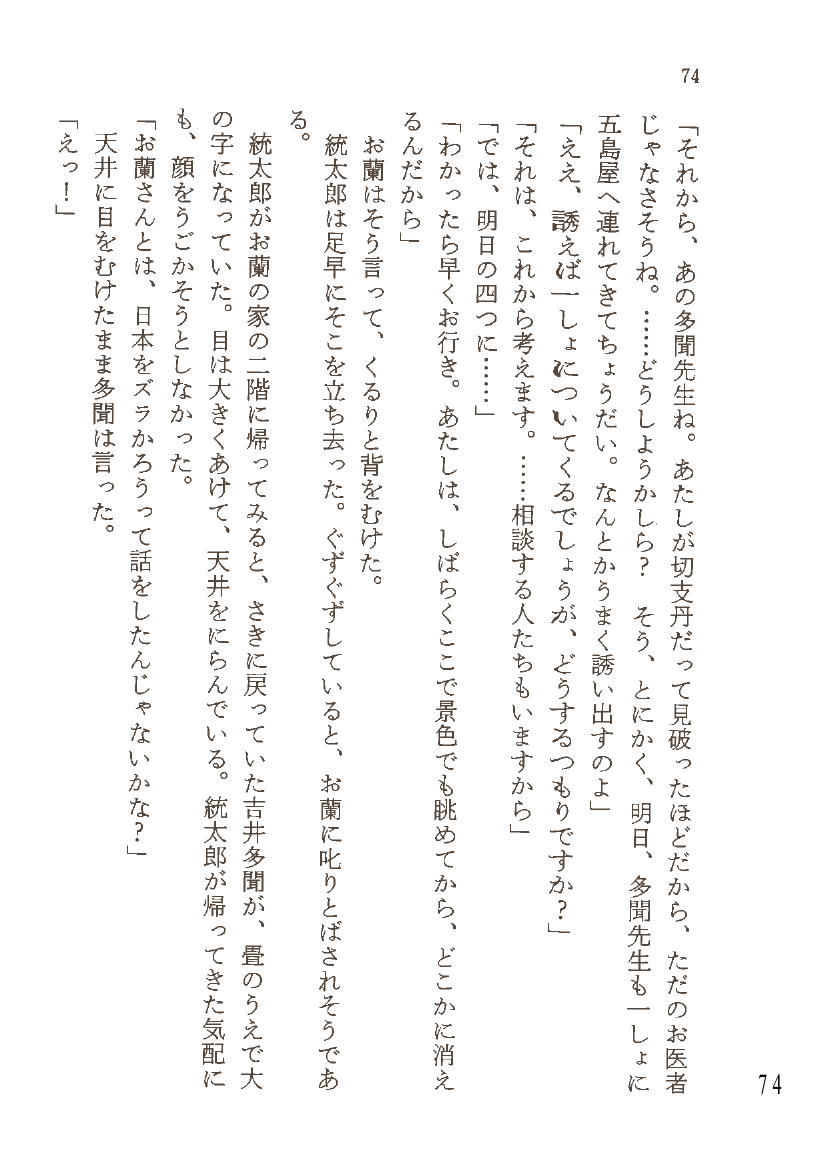 74
「それから、あの多聞先生ね。あたしが切支丹だって見破ったほどだから、ただのお医者
じゃなさそうね。……どうしようかしら？　そう、とにかく、明日、多聞先生も一しょに
五島屋へ連れてきてちょうだい。なんとかうまく誘い出すのよ」
「ええ、誘えば一しょについてくるでしょうが、どうするつもりですか？」
「それは、これから考えます。……相談する人たちもいますから」
「では、明日の四つに……」
「わかったら早くお行き。あたしは、しばらくここで景色でも眺めてから、どこかに消え
るんだから」
お蘭はそう言って、くるりと背をむけた。
統太郎は足早にそこを立ち去った。ぐずぐずしていると、お蘭に叱りとばされそうであ
る。
統太郎がお蘭の家の二階に帰ってみると、さきに戻っていた吉井多聞が、畳のうえで大
の字になっていた。目は大きくあけて、天井をにらんでいる。統太郎が帰ってきた気配に
も、顔をうごかそうとしなかった。
「お蘭さんとは、日本をズラかろうって話をしたんじゃないかな？」
天井に目をむけたまま多聞は言った。
「えっ！」
74